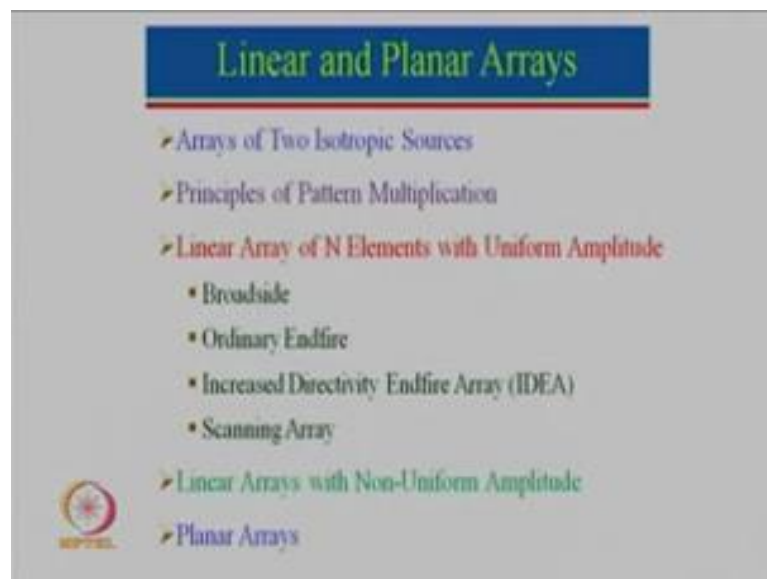 Linear and Planar Arrays
➢Arrays of Two Isotropic Sources
➢Principles of Pattern Multiplication
➢Linear Array of N Elements with Uniform Amplitude
▪Broadside
▪Ordinary Endfire
▪Increased Directivity Endfire Array (IDEA)
▪Scanning Array
➢Linear Arrays with Non-Uniform Amplitude
➢Planar Arrays
NPTEL